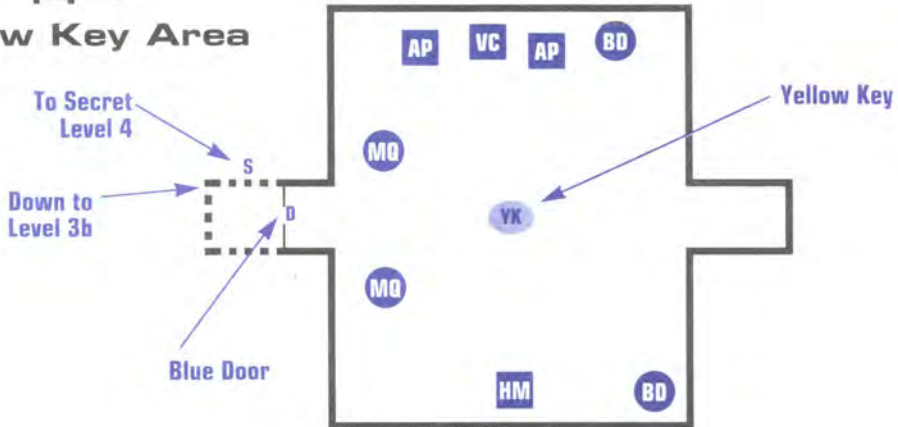 w Key Area
AP
VC
AP
BD
To Secret
Level 4
Yellow Key
S
MQ
Down to
Level 3b
D
YK
MQ
Blue Door
HM
BD